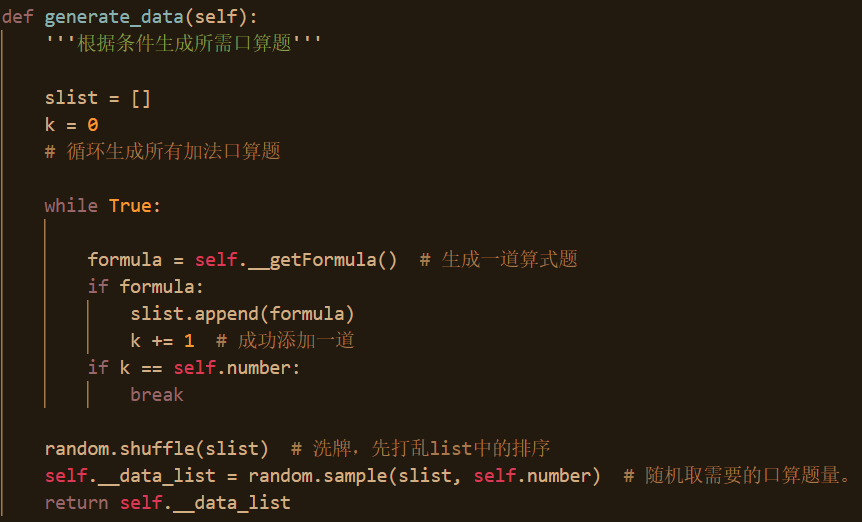 def generate_data(self):
    '''根据条件生成所需口算题'''
    slist = []
    k = 0
    # 循环生成所有加法口算题
    while True:
        formula = self.__getFormula()  # 生成一道算式题
        if formula:
            slist.append(formula)
            k += 1  # 成功添加一道
        if k == self.number:
            break
    random.shuffle(slist)  # 洗牌，先打乱list中的排序
    self.__data_list = random.sample(slist, self.number)  # 随机取需要的口算题量。
    return self.__data_list